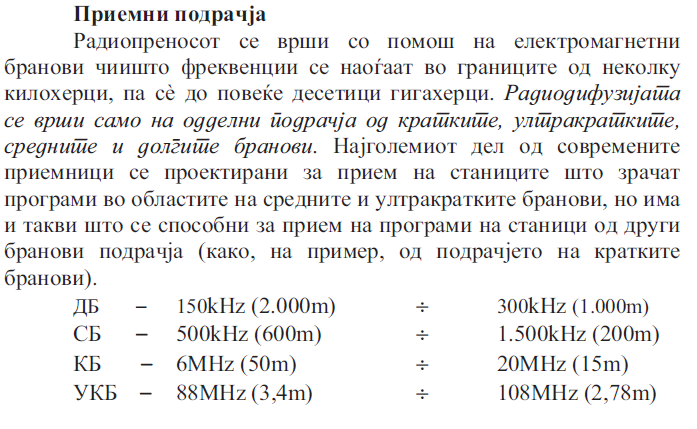 Приемни подрачја
Радиопреносот се врши со помош на електромагнетни
бранови чиишто фреквенции се наоѓаат во границите од неколку
килохерци, па сѐ до повеќе десетици гигахерци. Радиодифузијата
се врши само на одделни подрачја од кратките, ултракратките,
средните и долгите бранови. Најголемиот дел од современите
приемници се проектирани за прием на станиците што зрачат
програми во областите на средните и ултракратките бранови, но има
и такви што се способни за прием на програми на станици од други
бранови подрачја (како, на пример, од подрачјето на кратките
бранови).
ДБ – 150kHz (2.000m) ÷ 300kHz (1.000m)
СБ – 500kHz (600m) ÷ 1.500kHz (200m)
КБ – 6MHz (50m) ÷ 20MHz (15m)
УКБ – 88MHz (3,4m) ÷ 108MHz (2,78m)